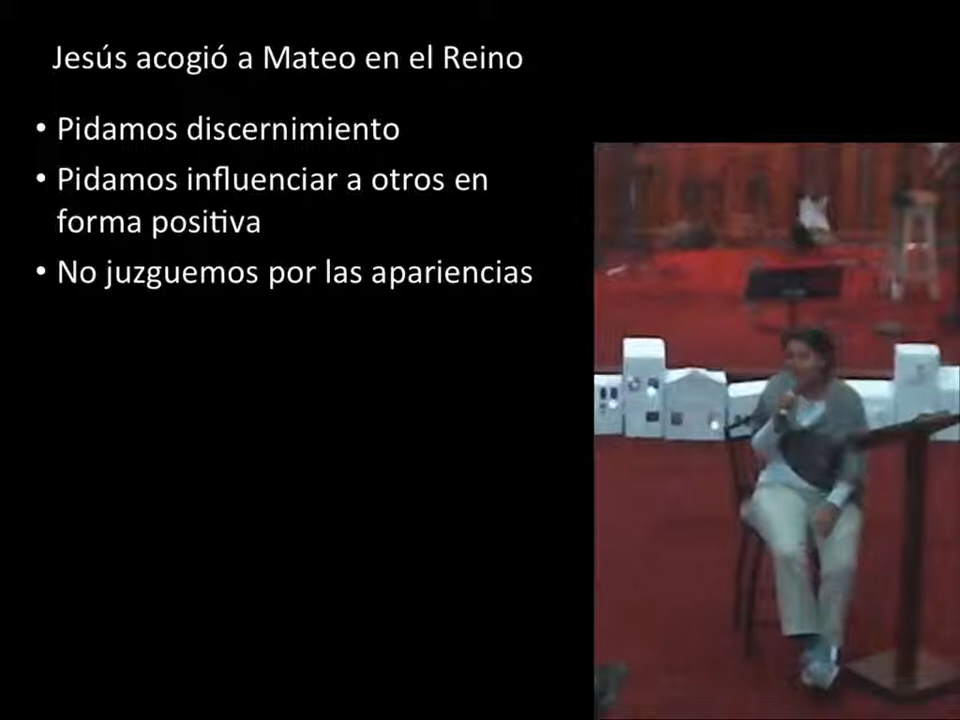 Jesús acogió a Mateo en el Reino
• Pidamos discernimiento
• Pidamos influenciar a otros en
forma positiva
• No juzguemos por las apariencias